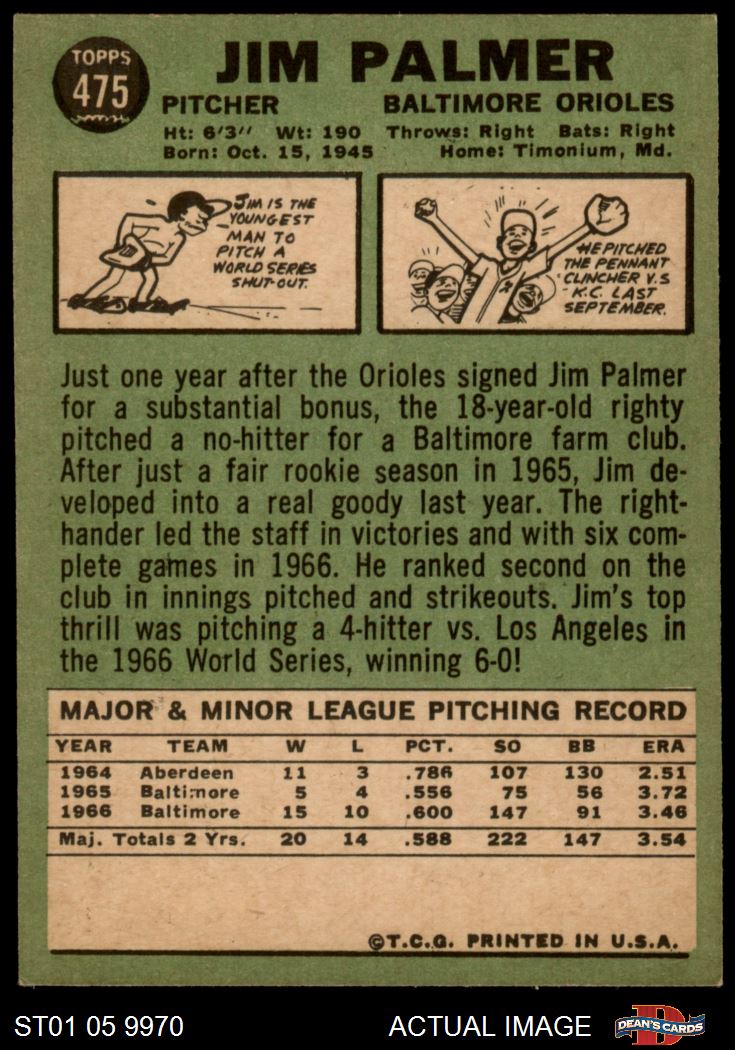 TOPPS
475
JIM PALMER
PITCHER BALTIMORE ORIOLES
Ht: 6'3" Wt: 190 Throws: Right Bats: Right
Born: Oct. 15, 1945 Home: Timonium, Md.
JIM IS THE
YOUNGEST
MAN TO
PITCH A
WORLD SERIES
SHUT-OUT.
HE PITCHED
THE PENNANT
CLINCHER V.S
K.C. LAST
SEPTEMBER.
Just one year after the Orioles signed Jim Palmer
for a substantial bonus, the 18-year-old righty
pitched a no-hitter for a Baltimore farm club.
After just a fair rookie season in 1965, Jim de-
veloped into a real goody last year. The right-
hander led the staff in victories and with six com-
plete games in 1966. He ranked second on the
club in innings pitched and strikeouts. Jim's top
thrill was pitching a 4-hitter vs. Los Angeles in
the 1966 World Series, winning 6-0!
MAJOR & MINOR LEAGUE PITCHING RECORD
YEAR TEAM W L PCT. SO BB ERA
1964 Aberdeen 11 3 .786 107 130 2.51
1965 Baltimore 5 4 .556 75 56 3.72
1966 Baltimore 15 10 .600 147 91 3.46
Maj. Totals 2 Yrs. 20 14 .588 222 147 3.54
©T.C.G. PRINTED IN U.S.A.
ST01 05 9970 ACTUAL IMAGE
D
DEAN'S CARDS